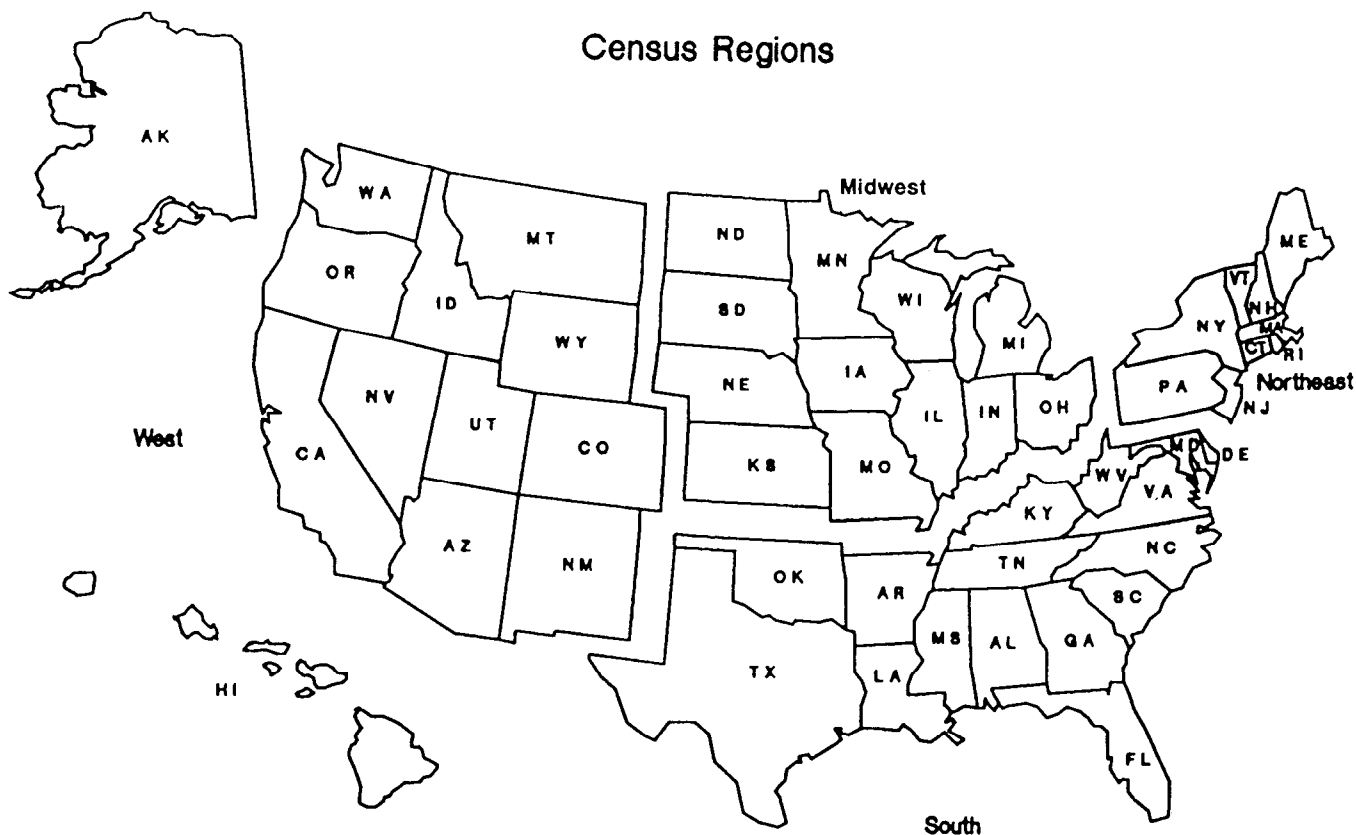 Census Regions
AK
WA
MT
OR
ID
WY
NV
UT
CO
CA
AZ
NM
HI
West
Midwest
ND
MN
SD
WI
MI
NE
IA
IL
IN
OH
KS
MO
ME
VT
NH
NY
MA
CT
RI
PA
Northeast
NJ
MD
DE
WV
VA
KY
NC
TN
OK
AR
SC
MS
AL
GA
TX
LA
FL
South